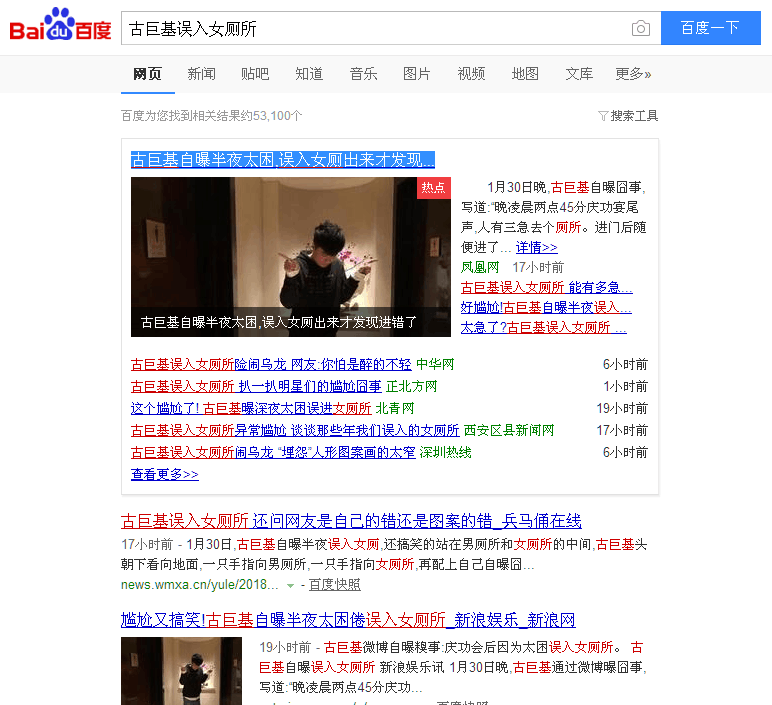 Bai du 百度
古巨基误入女厕所
百度一下
网页 新闻 贴吧 知道 音乐 图片 视频 地图 文库 更多»
百度为您找到相关结果约53,100个
搜索工具
古巨基自曝半夜太困,误入女厕出来才发现...
热点
古巨基自曝半夜太困,误入女厕出来才发现进错了
1月30日晚,古巨基自曝囧事,
写道:“晚凌晨两点45分庆功宴尾
声,人有三急去个厕所。进门后随
便进了... 详情>>
凤凰网 17小时前
古巨基误入女厕所 能有多急...
好尴尬!古巨基自曝半夜误入...
太急了?古巨基误入女厕所 ...
古巨基误入女厕所险闹乌龙 网友:你怕是醉的不轻 中华网 6小时前
古巨基误入女厕所 扒一扒明星们的尴尬囧事 正北方网 1小时前
这个尴尬了! 古巨基曝深夜太困误进女厕所 北青网 19小时前
古巨基误入女厕所异常尴尬 谈谈那些年我们误入的女厕所 西安区县新闻网 17小时前
古巨基误入女厕所闹乌龙 “埋怨”人形图案画的太窄 深圳热线 6小时前
查看更多>>
古巨基误入女厕所 还问网友是自己的错还是图案的错_兵马俑在线
17小时前 - 1月30日,古巨基自曝半夜误入女厕,还搞笑的站在男厕所和女厕所的中间,古巨基头
朝下看向地面,一只手指向男厕所,一只手指向女厕所,再配上自己自曝囧...
news.wmxa.cn/yule/2018... - 百度快照
尴尬又搞笑!古巨基自曝半夜太困倦误入女厕所_新浪娱乐_新浪网
19小时前 - 古巨基微博自曝糗事:庆功会后因为太困误入女厕所。 古
巨基自曝误入女厕所 新浪娱乐讯 1月30日晚,古巨基通过微博曝囧事,
写道:“晚凌晨两点45分庆功...